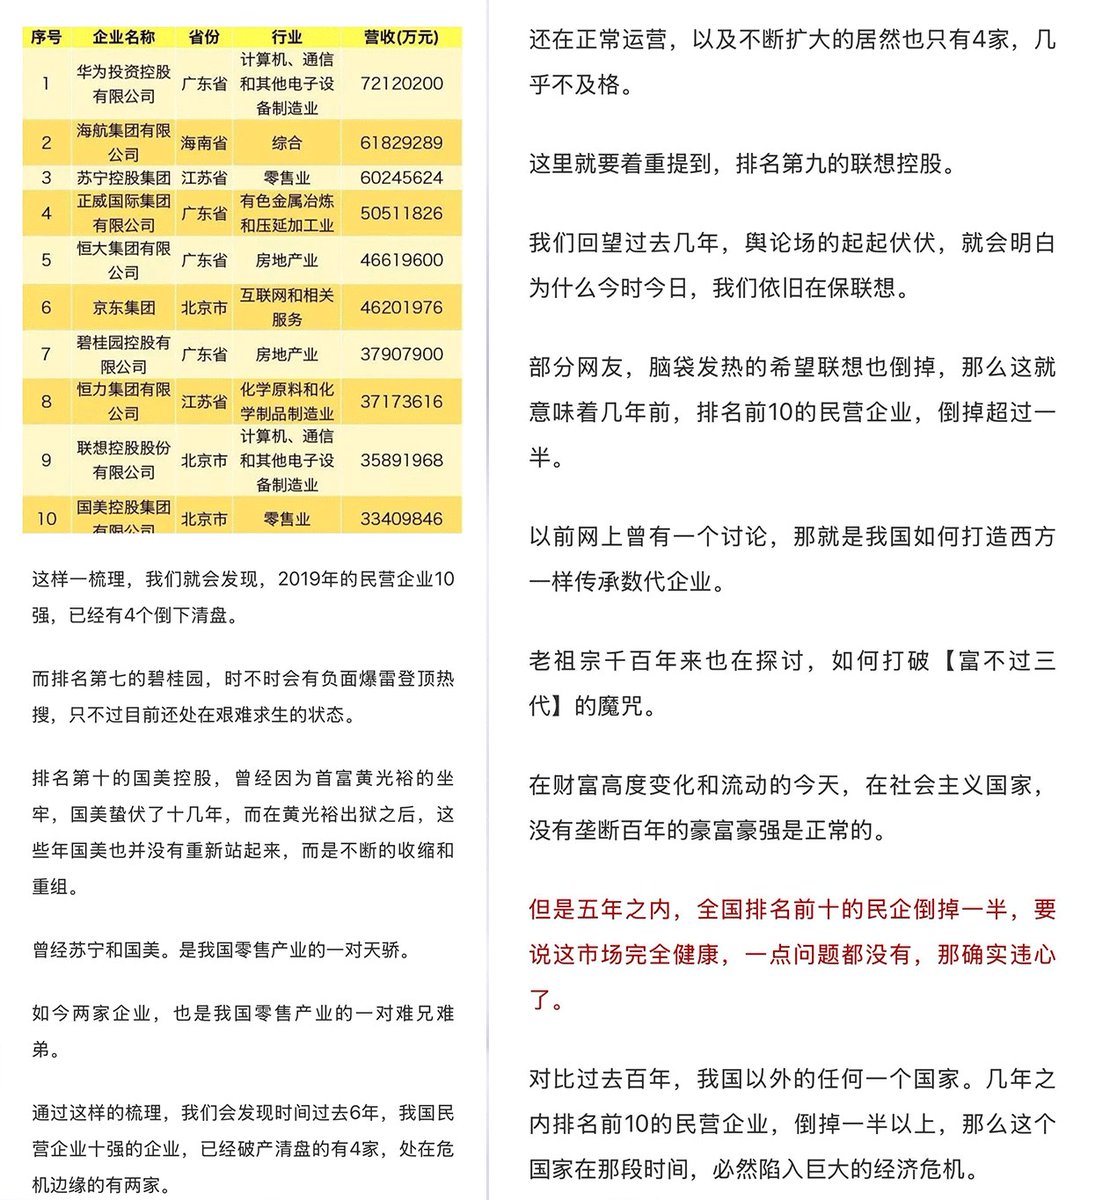 序号 企业名称 省份 行业 营收(万元)
1 华为投资控股有限公司 广东省 计算机、通信和其他电子设备制造业 72120200
2 海航集团有限公司 海南省 综合 61829289
3 苏宁控股集团 江苏省 零售业 60245624
4 正威国际集团有限公司 广东省 有色金属冶炼和压延加工业 50511826
5 恒大集团有限公司 广东省 房地产业 46619600
6 京东集团 北京市 互联网和相关服务 46201976
7 碧桂园控股有限公司 广东省 房地产业 37907900
8 恒力集团有限公司 江苏省 化学原料和化学制品制造业 37173616
9 联想控股股份有限公司 北京市 计算机、通信和其他电子设备制造业 35891968
10 国美控股集团有限公司 北京市 零售业 33409846
这样一梳理，我们就会发现，2019年的民营企业10
强，已经有4个倒下清盘。
而排名第七的碧桂园，时不时会有负面爆雷登顶热
搜，只不过目前还处在艰难求生的状态。
排名第十的国美控股，曾经因为首富黄光裕的坐
牢，国美蛰伏了十几年，而在黄光裕出狱之后，这
些年国美也并没有重新站起来，而是不断的收缩和
重组。
曾经苏宁和国美。是我国零售产业的一对天骄。
如今两家企业，也是我国零售产业的一对难兄难
弟。
通过这样的梳理，我们会发现时间过去6年，我国民
营企业十强的企业，已经破产清盘的有4家，处在危
机边缘的有两家。
还在正常运营，以及不断扩大的居然也只有4家，几
乎不及格。
这里就要着重提到，排名第九的联想控股。
我们回望过去几年，舆论场的起起伏伏，就会明白
为什么今时今日，我们依旧在保联想。
部分网友，脑袋发热的希望联想也倒掉，那么这就
意味着几年前，排名前10的民营企业，倒掉超过一
半。
以前网上曾有一个讨论，那就是我国如何打造西方
一样传承数代企业。
老祖宗千百年来也在探讨，如何打破【富不过三
代】的魔咒。
在财富高度变化和流动的今天，在社会主义国家，
没有垄断百年的豪富豪强是正常的。
但是五年之内，全国排名前十的民企倒掉一半，要
说这市场完全健康，一点问题都没有，那确实违心
了。
对比过去百年，我国以外的任何一个国家。几年之
内排名前10的民营企业，倒掉一半以上，那么这个
国家在那段时间，必然陷入巨大的经济危机。